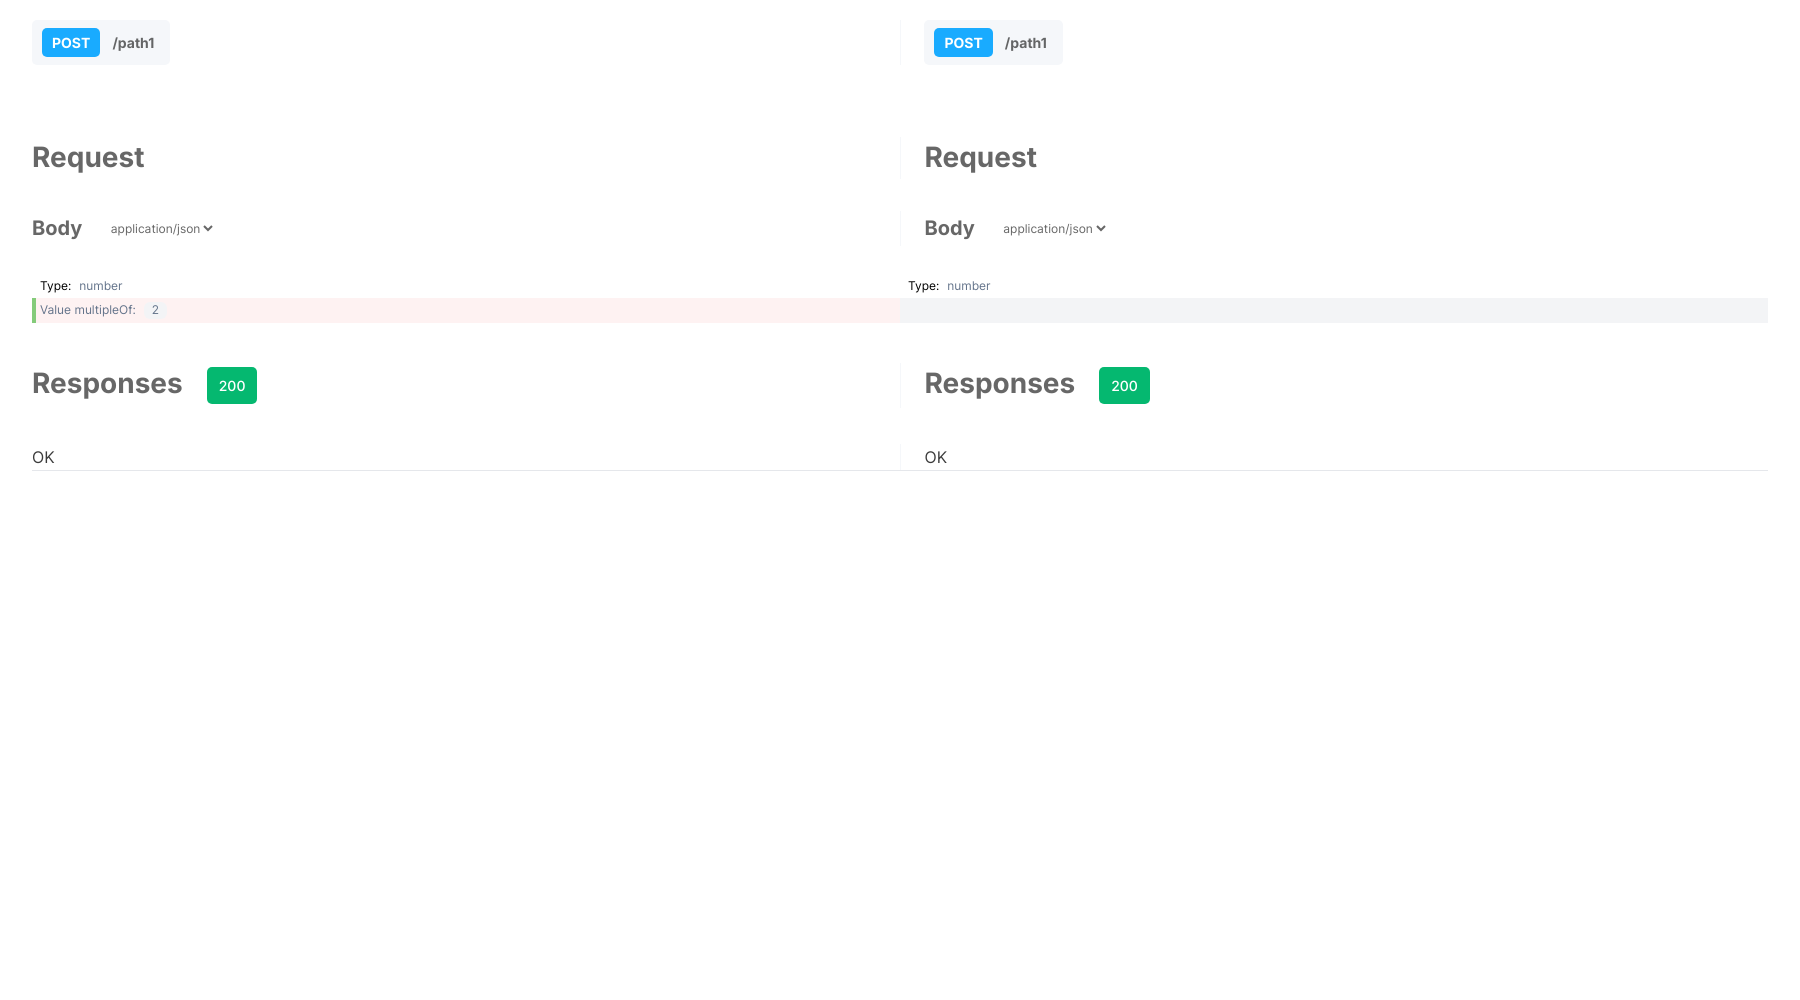 POST /path1 POST /path1
Request Request
Body application/json Body application/json
Type: number Type: number
Value multipleOf: 2
Responses 200 Responses 200
OK OK